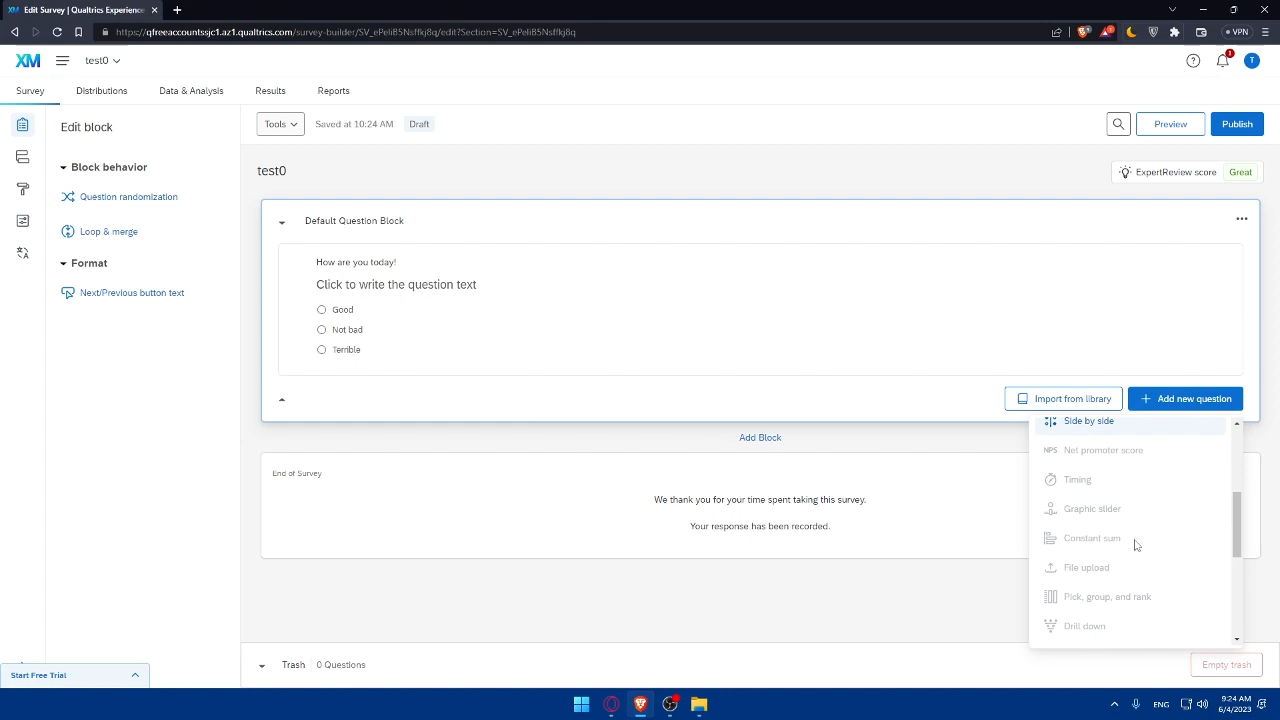 Edit Survey | Qualtrics Experience
https://qfreeaccountssjc1.az1.qualtrics.com/survey-builder/SV_ePeliB5Nsffkj8q/edit?Section=SV_ePeliB5Nsffkj8q
VPN
XM
test0
1
T
Survey
Distributions
Data & Analysis
Results
Reports
Edit block
Tools
Saved at 10:24 AM
Draft
Preview
Publish
Block behavior
Question randomization
Loop & merge
Format
Next/Previous button text
test0
ExpertReview score
Great
Default Question Block
How are you today!
Click to write the question text
Good
Not bad
Terrible
Import from library
Add new question
Add Block
Side by side
NPS Net promoter score
Timing
Graphic slider
Constant sum
File upload
Pick, group, and rank
Drill down
End of Survey
We thank you for your time spent taking this survey.
Your response has been recorded.
Trash
0 Questions
Empty trash
Start Free Trial
ENG
9:24 AM
6/4/2023